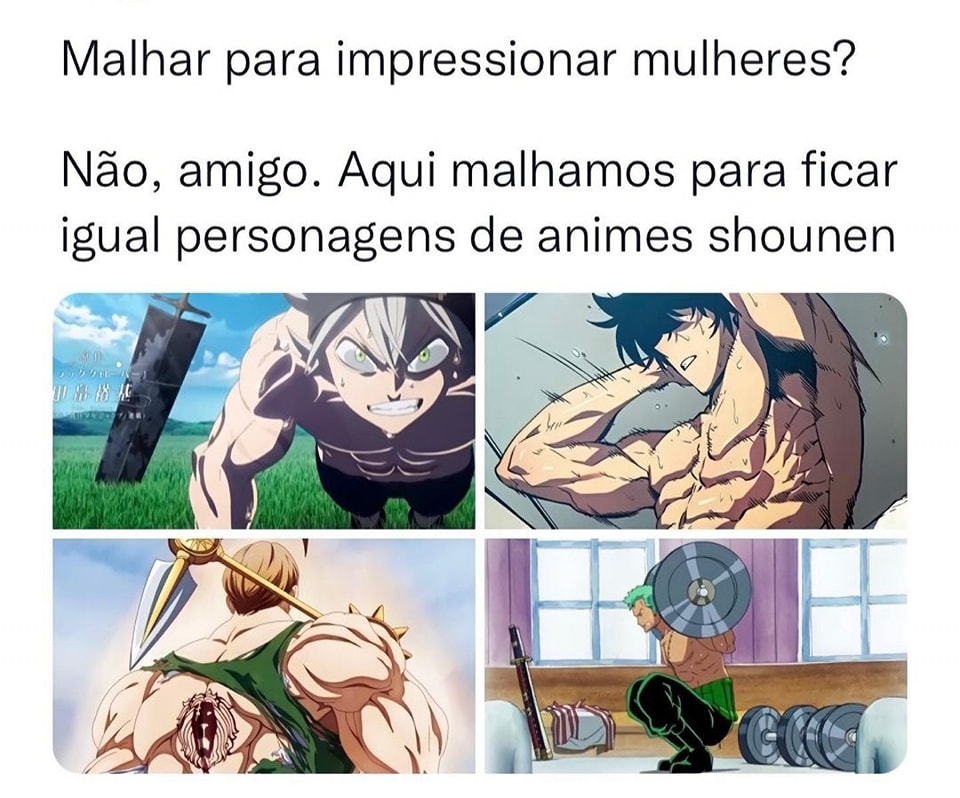 Malhar para impressionar mulheres?
Não, amigo. Aqui malhamos para ficar
igual personagens de animes shounen